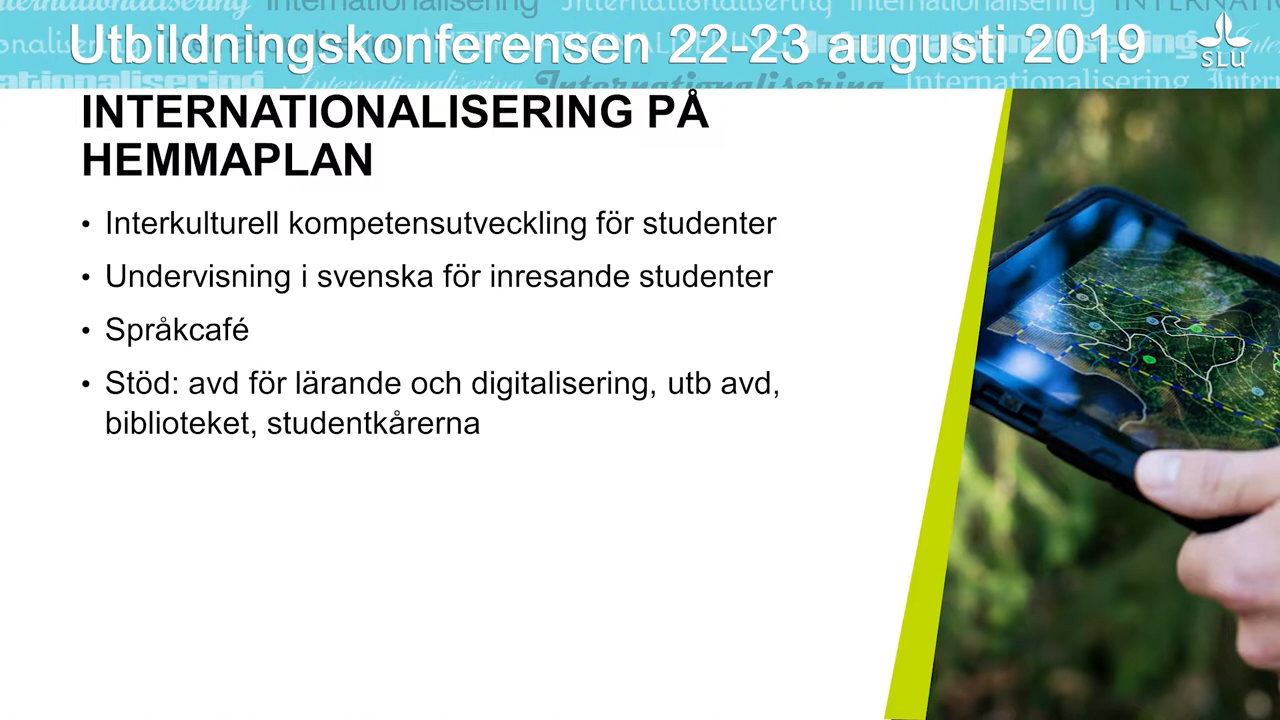 Utbildningskonferensen 22-23 augusti 2019
SLU
INTERNATIONALISERING PÅ
HEMMAPLAN
• Interkulturell kompetensutveckling för studenter
• Undervisning i svenska för inresande studenter
• Språkcafé
• Stöd: avd för lärande och digitalisering, utb avd,
biblioteket, studentkårerna